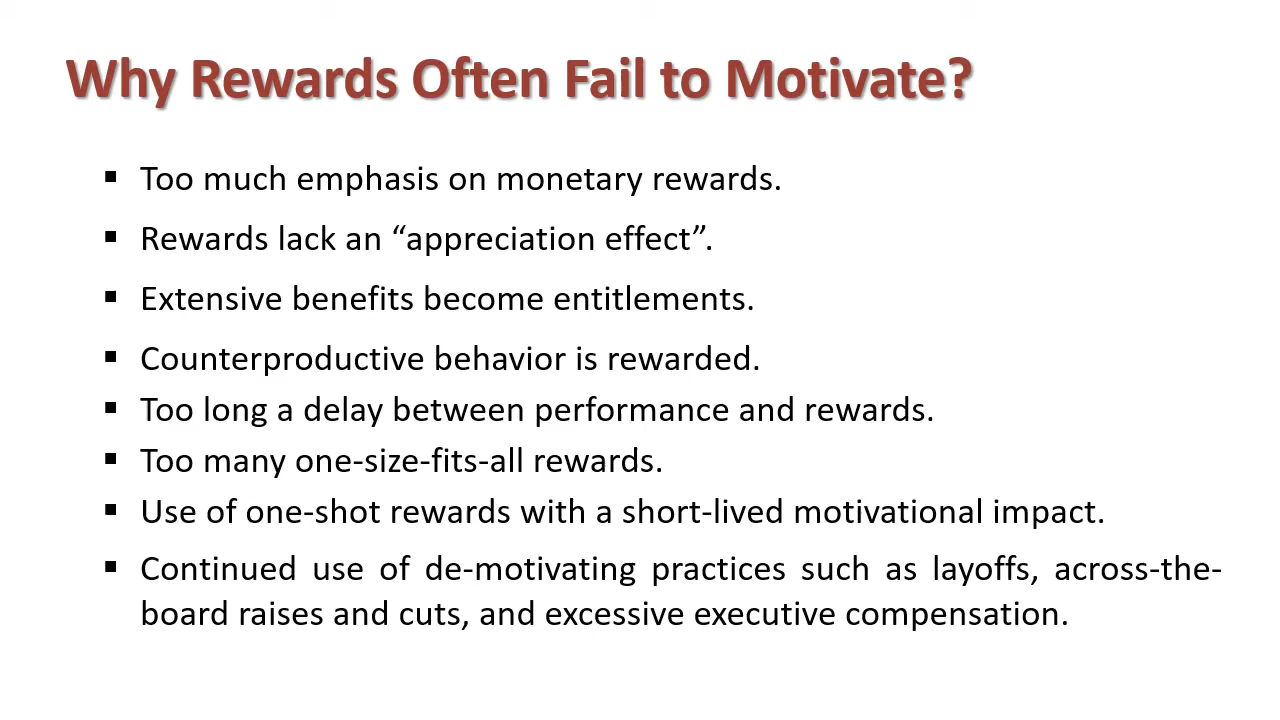 Why Rewards Often Fail to Motivate?
▪ Too much emphasis on monetary rewards.
▪ Rewards lack an “appreciation effect”.
▪ Extensive benefits become entitlements.
▪ Counterproductive behavior is rewarded.
▪ Too long a delay between performance and rewards.
▪ Too many one-size-fits-all rewards.
▪ Use of one-shot rewards with a short-lived motivational impact.
▪ Continued use of de-motivating practices such as layoffs, across-the-
board raises and cuts, and excessive executive compensation.